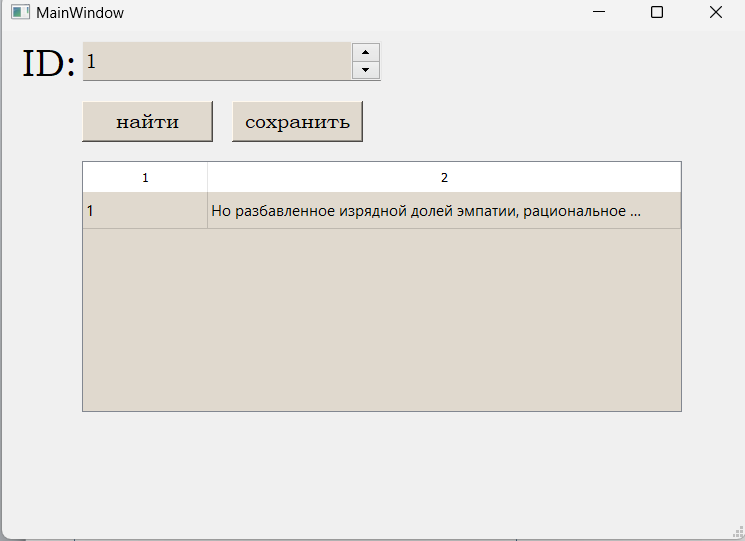 MainWindow
ID: 1
найти сохранить
1 2
1 Но разбавленное изрядной долей эмпатии, рациональное ...